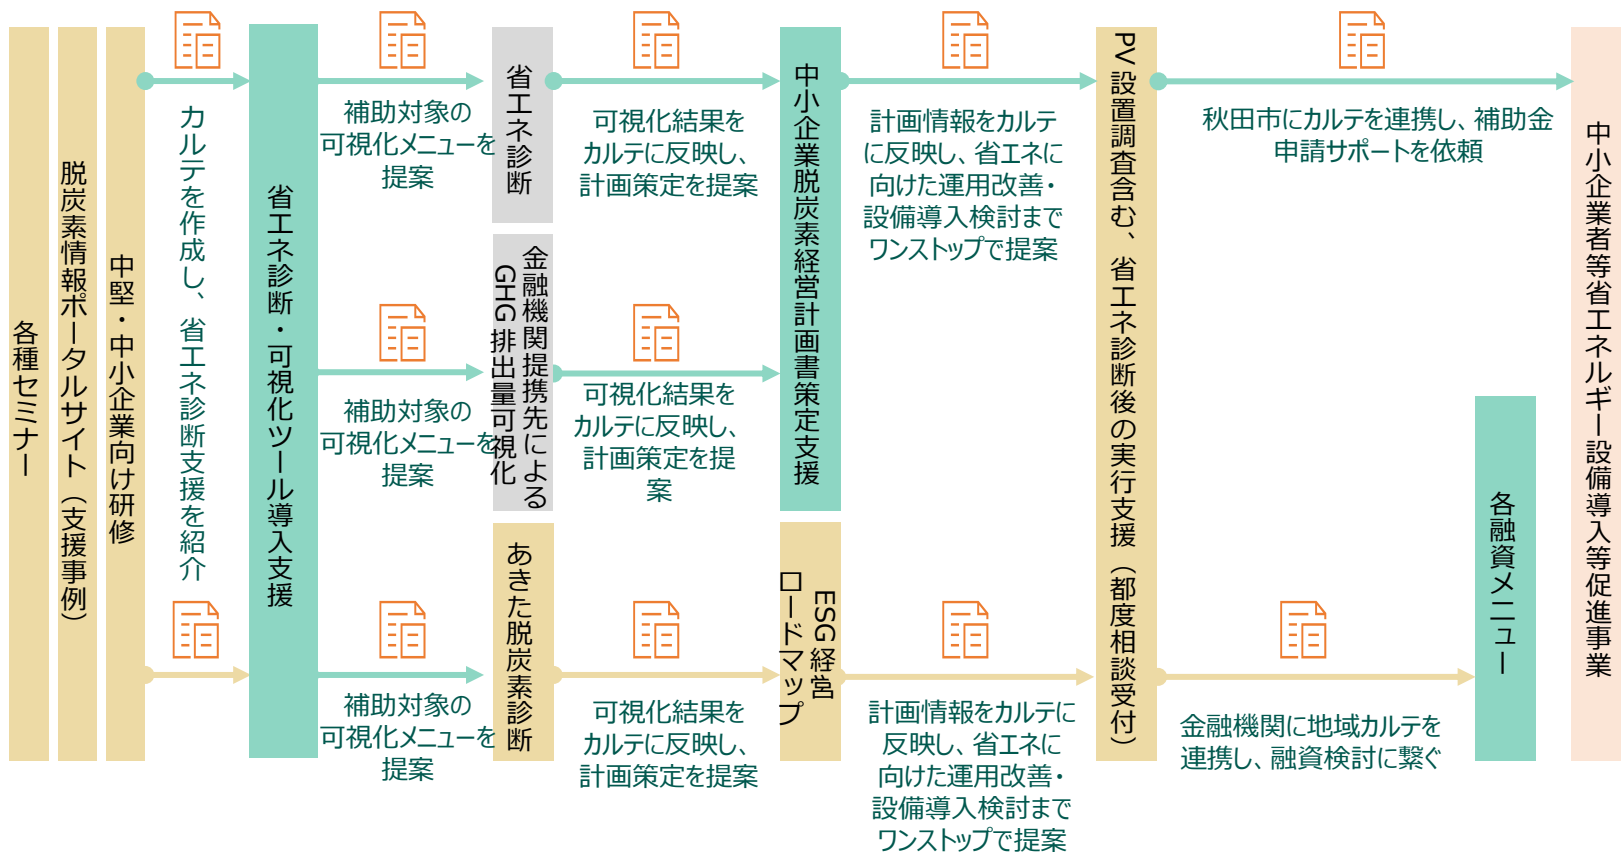 各種セミナー
脱炭素情報ポータルサイト（支援事例）
中堅・中小企業向け研修
カルテを作成し、省エネ診断支援を紹介
省エネ診断・可視化ツール導入支援
補助対象の
可視化メニューを
提案
補助対象の
可視化メニューを
提案
補助対象の
可視化メニューを
提案
省エネ診断
金融機関提携先による
GHG排出量可視化
あきた脱炭素診断
可視化結果を
カルテに反映し、
計画策定を提案
可視化結果を
カルテに反映し、
計画策定を提
案
可視化結果を
カルテに反映し、
計画策定を提案
中小企業脱炭素経営計画書策定支援
ESG経営
ロードマップ
計画情報をカルテ
に反映し、省エネに
向けた運用改善・
設備導入検討まで
ワンストップで提案
計画情報をカルテに
反映し、省エネに
向けた運用改善・
設備導入検討まで
ワンストップで提案
PV設置調査含む、省エネ診断後の実行支援（都度相談受付）
秋田市にカルテを連携し、補助金
申請サポートを依頼
金融機関に地域カルテを
連携し、融資検討に繋ぐ
各融資メニュー
中小企業者等省エネルギー設備導入等促進事業